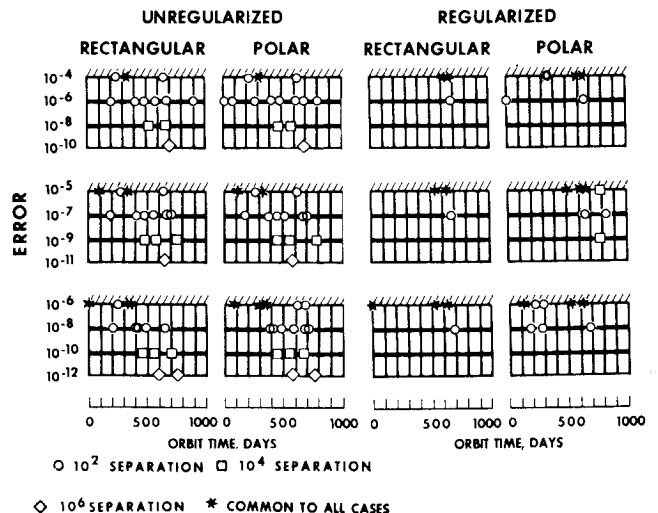 UNREGULARIZED REGULARIZED
RECTANGULAR POLAR RECTANGULAR POLAR
10⁻⁴
10⁻⁶
10⁻⁸
10⁻¹⁰
ERROR
10⁻⁵
10⁻⁷
10⁻⁹
10⁻¹¹
10⁻⁶
10⁻⁸
10⁻¹⁰
10⁻¹²
0 500 1000 0 500 1000 0 500 1000 0 500 1000
ORBIT TIME, DAYS ORBIT TIME, DAYS
○ 10² SEPARATION □ 10⁴ SEPARATION
◇ 10⁶ SEPARATION ★ COMMON TO ALL CASES